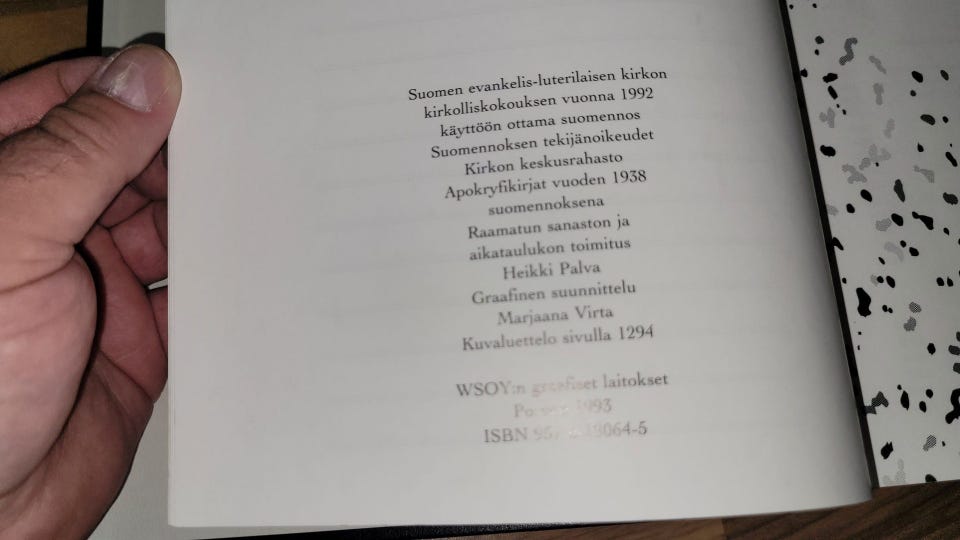 Suomen evankelis-luterilaisen kirkon
kirkolliskokouksen vuonna 1992
käyttöön ottama suomennos
Suomennoksen tekijänoikeudet
Kirkon keskusrahasto
Apokryfikirjat vuoden 1938
suomennoksena
Raamatun sanaston ja
aikataulukon toimitus
Heikki Palva
Graafinen suunnittelu
Marjaana Virta
Kuvaluettelo sivulla 1294
WSOY:n graafiset laitokset
1993
ISBN